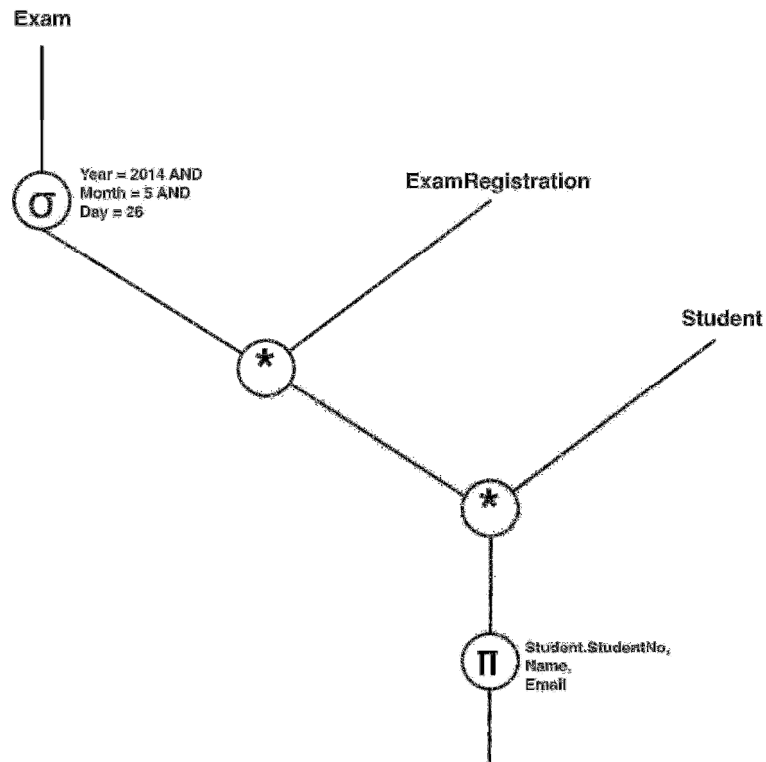 Exam
σ
Year = 2014 AND
Month = 5 AND
Day = 26
ExamRegistration
Student
*
*
π
Student.StudentNo,
Name,
Email